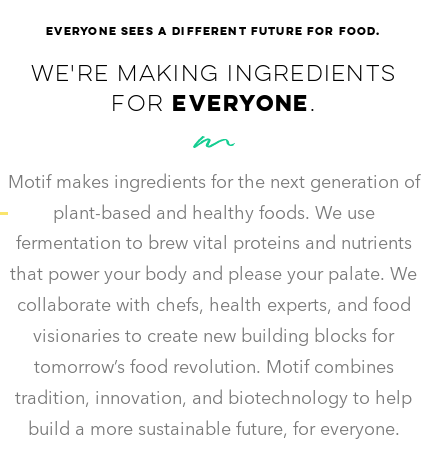 EVERYONE SEES A DIFFERENT FUTURE FOR FOOD.
WE'RE MAKING INGREDIENTS
FOR EVERYONE.
Motif makes ingredients for the next generation of
plant-based and healthy foods. We use
fermentation to brew vital proteins and nutrients
that power your body and please your palate. We
collaborate with chefs, health experts, and food
visionaries to create new building blocks for
tomorrow’s food revolution. Motif combines
tradition, innovation, and biotechnology to help
build a more sustainable future, for everyone.